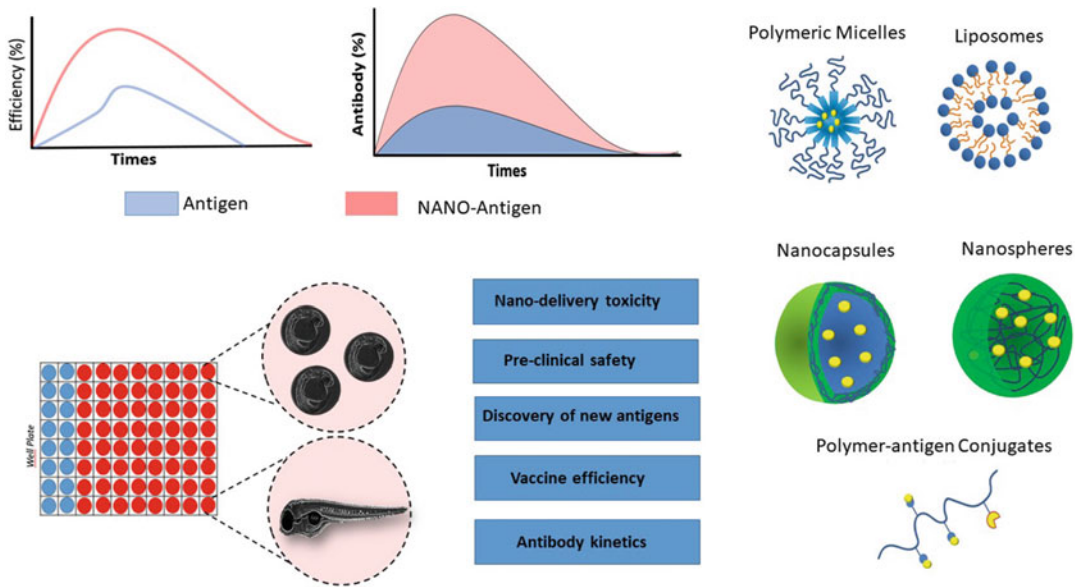 Efficiency (%)
Times
Antibody (%)
Times
Antigen
NANO-Antigen
Polymeric Micelles
Liposomes
Nanocapsules
Nanospheres
Polymer-antigen Conjugates
Well Plate
Nano-delivery toxicity
Pre-clinical safety
Discovery of new antigens
Vaccine efficiency
Antibody kinetics